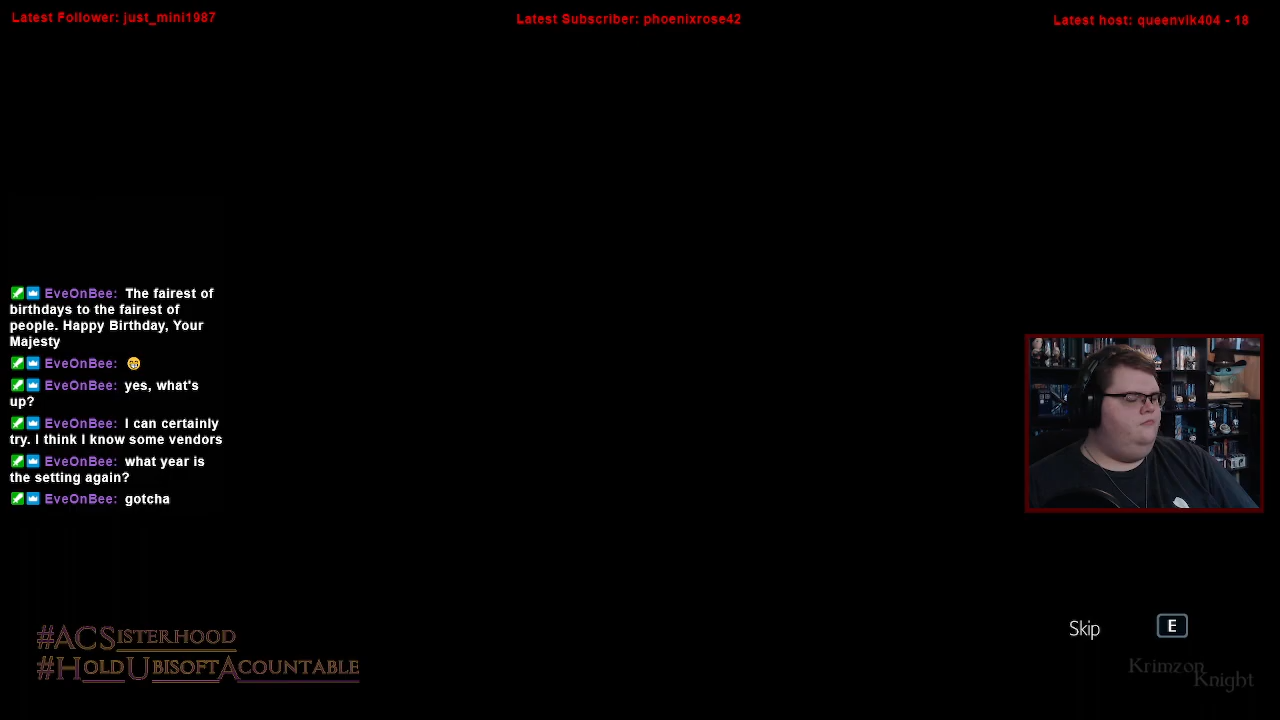 Latest Follower: just_mini1987
Latest Subscriber: phoenixrose42
Latest host: queenvik404 - 18
EveOnBee: The fairest of
birthdays to the fairest of
people. Happy Birthday, Your
Majesty
EveOnBee: 😁
EveOnBee: yes, what's
up?
EveOnBee: I can certainly
try. I think I know some vendors
EveOnBee: what year is
the setting again?
EveOnBee: gotcha
#ACSisterhood
#HoldUbisoftAcountable
Skip
E
Krimzon
Knight